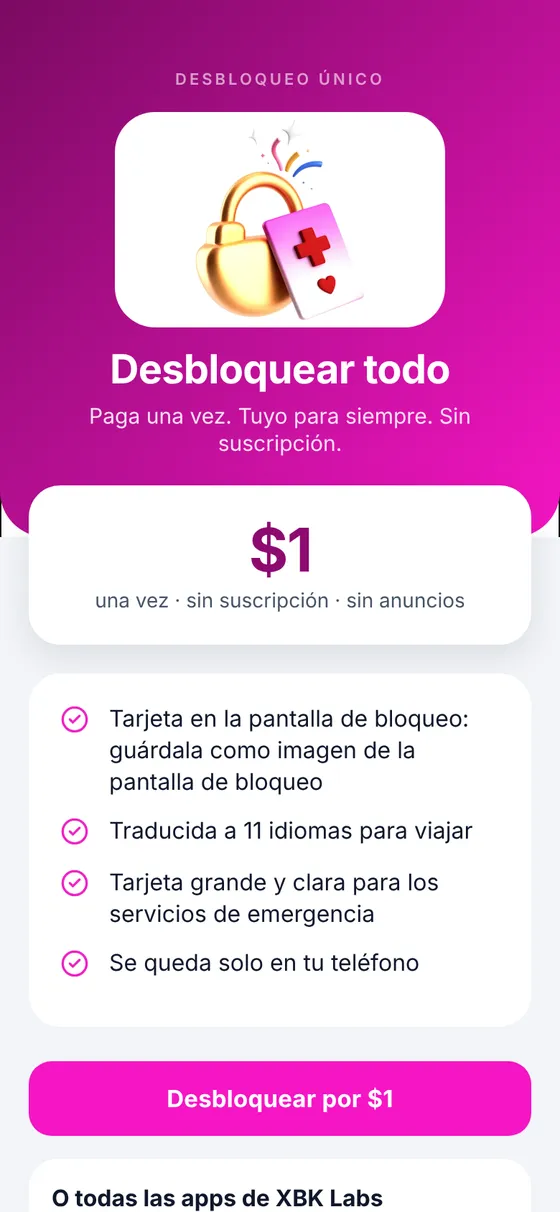 DESBLOQUEO ÚNICO
Desbloquear todo
Paga una vez. Tuyo para siempre. Sin
suscripción.
$1
una vez · sin suscripción · sin anuncios
Tarjeta en la pantalla de bloqueo:
guárdala como imagen de la
pantalla de bloqueo
Traducida a 11 idiomas para viajar
Tarjeta grande y clara para los
servicios de emergencia
Se queda solo en tu teléfono
Desbloquear por $1
O todas las apps de XBK Labs